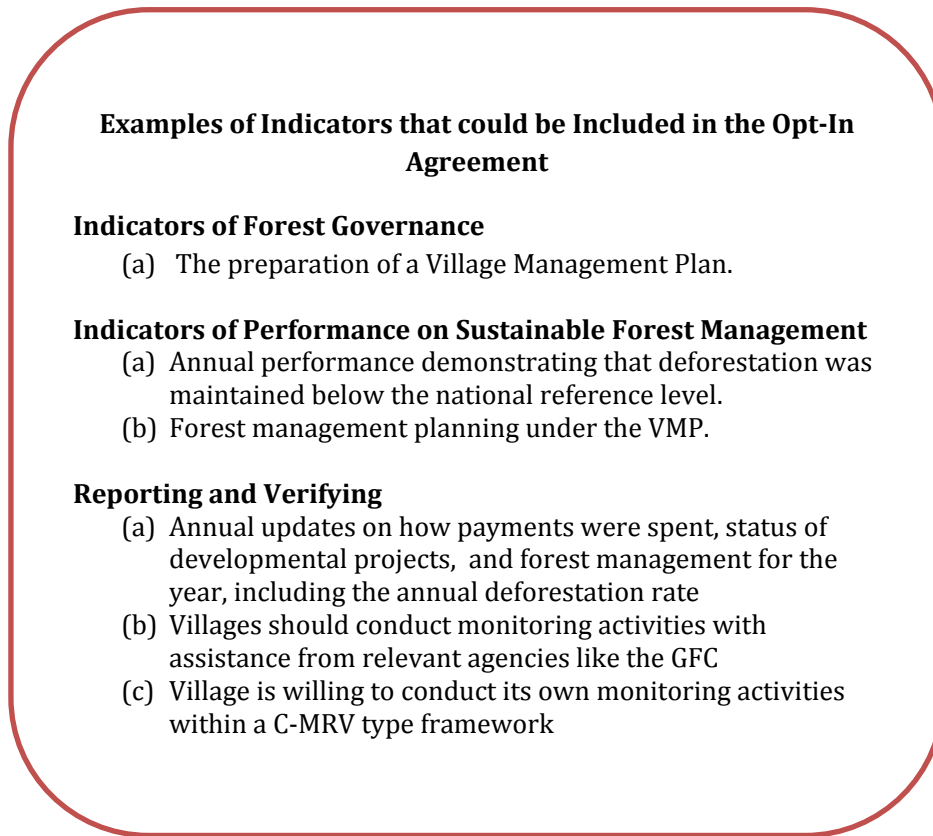 Examples of Indicators that could be Included in the Opt-In
Agreement
Indicators of Forest Governance
(a) The preparation of a Village Management Plan.
Indicators of Performance on Sustainable Forest Management
(a) Annual performance demonstrating that deforestation was
maintained below the national reference level.
(b) Forest management planning under the VMP.
Reporting and Verifying
(a) Annual updates on how payments were spent, status of
developmental projects, and forest management for the
year, including the annual deforestation rate
(b) Villages should conduct monitoring activities with
assistance from relevant agencies like the GFC
(c) Village is willing to conduct its own monitoring activities
within a C-MRV type framework